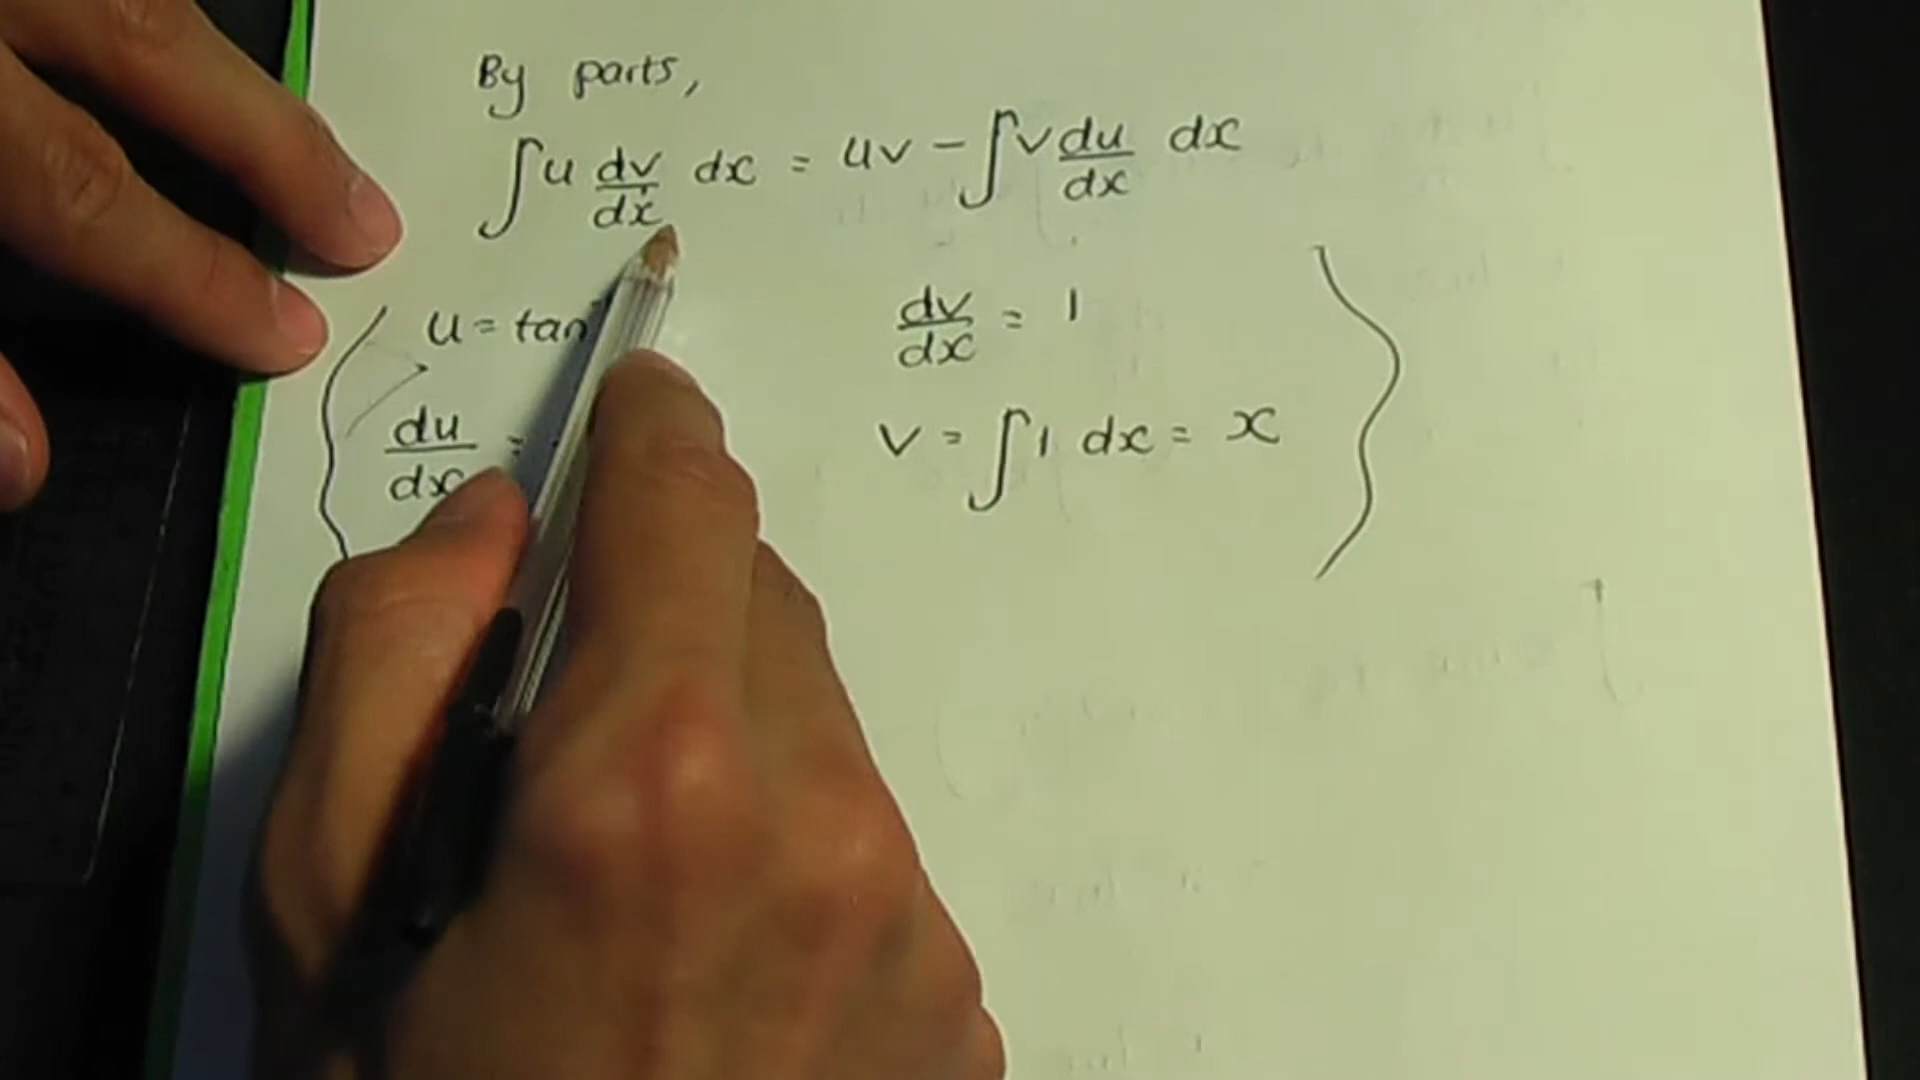 By parts,
∫ u dv/dx dx = uv - ∫ v du/dx dx
u = tan
dv/dx = 1
du/dx =
v = ∫ 1 dx = x